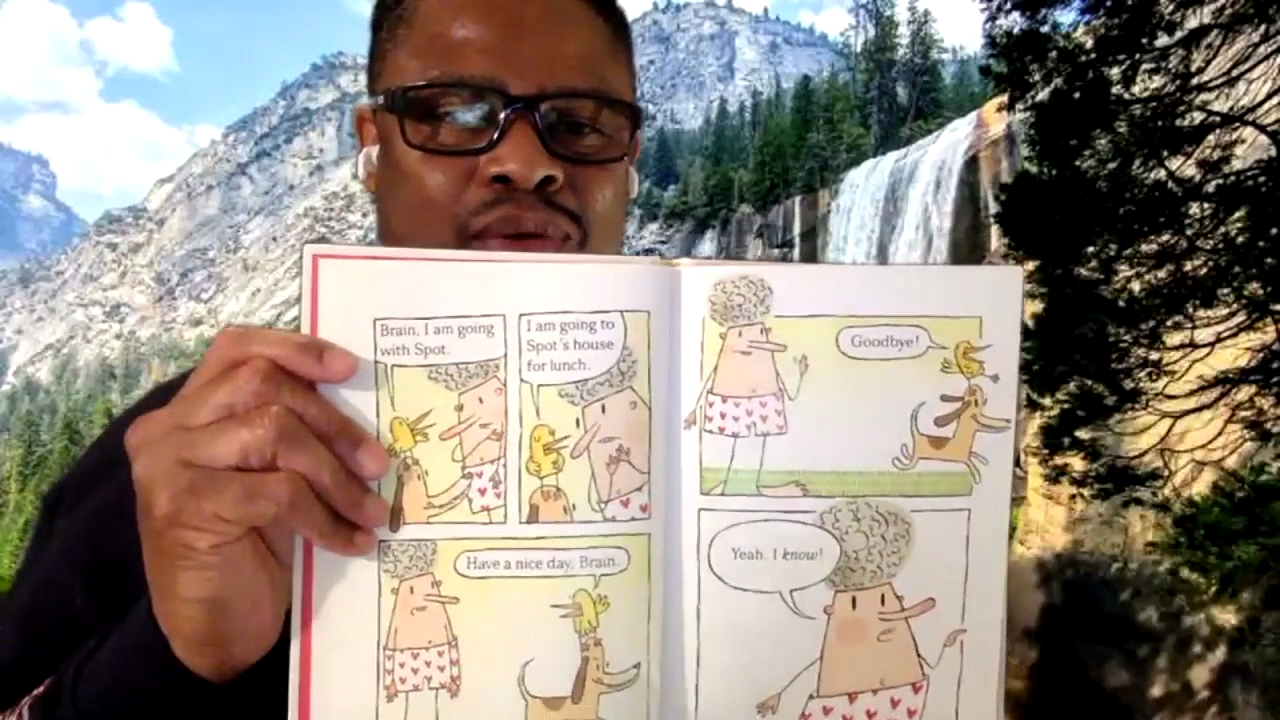 Brain, I am going
with Spot.
I am going to
Spot's house
for lunch.
Have a nice day, Brain.
Goodbye!
Yeah. I know!